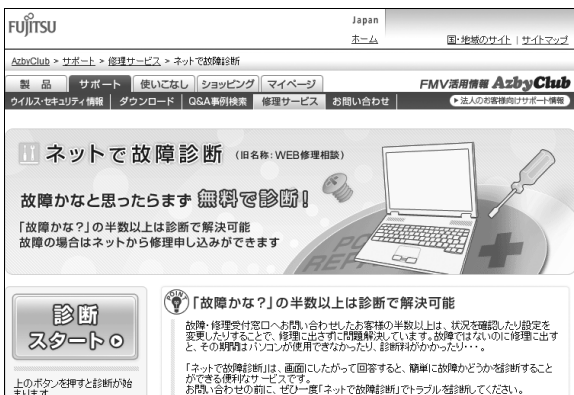 FUJITSU
Japan
ホーム
国・地域のサイト | サイトマップ
AzbyClub > サポート > 修理サービス > ネットで故障診断
製 品 サポート 使いこなし ショッピング マイページ
FMV活用情報 AzbyClub
ウイルス・セキュリティ情報 ダウンロード Q&A事例検索 修理サービス お問い合わせ
法人のお客様向けサポート情報
ネットで故障診断 (旧名称:WEB修理相談)
故障かなと思ったらまず 無料で診断!
「故障かな?」の半数以上は診断で解決可能
故障の場合はネットから修理申し込みができます
PC
REPAIR
診断
スタート
上のボタンを押すと診断が始
まります
POINT
「故障かな?」の半数以上は診断で解決可能
故障・修理受付窓口へお問い合わせしたお客様の半数以上は、状況を確認したり設定を
変更したりすることで、修理に出さずに問題解決しています。故障ではないのに修理に出す
と、その期間はパソコンが使用できなかったり、診断料がかかったり・・・。
「ネットで故障診断」は、画面にしたがって回答すると、簡単に故障かどうかを診断すること
ができる便利なサービスです。
お問い合わせの前に、ぜひ一度「ネットで故障診断」でトラブルを診断してください。